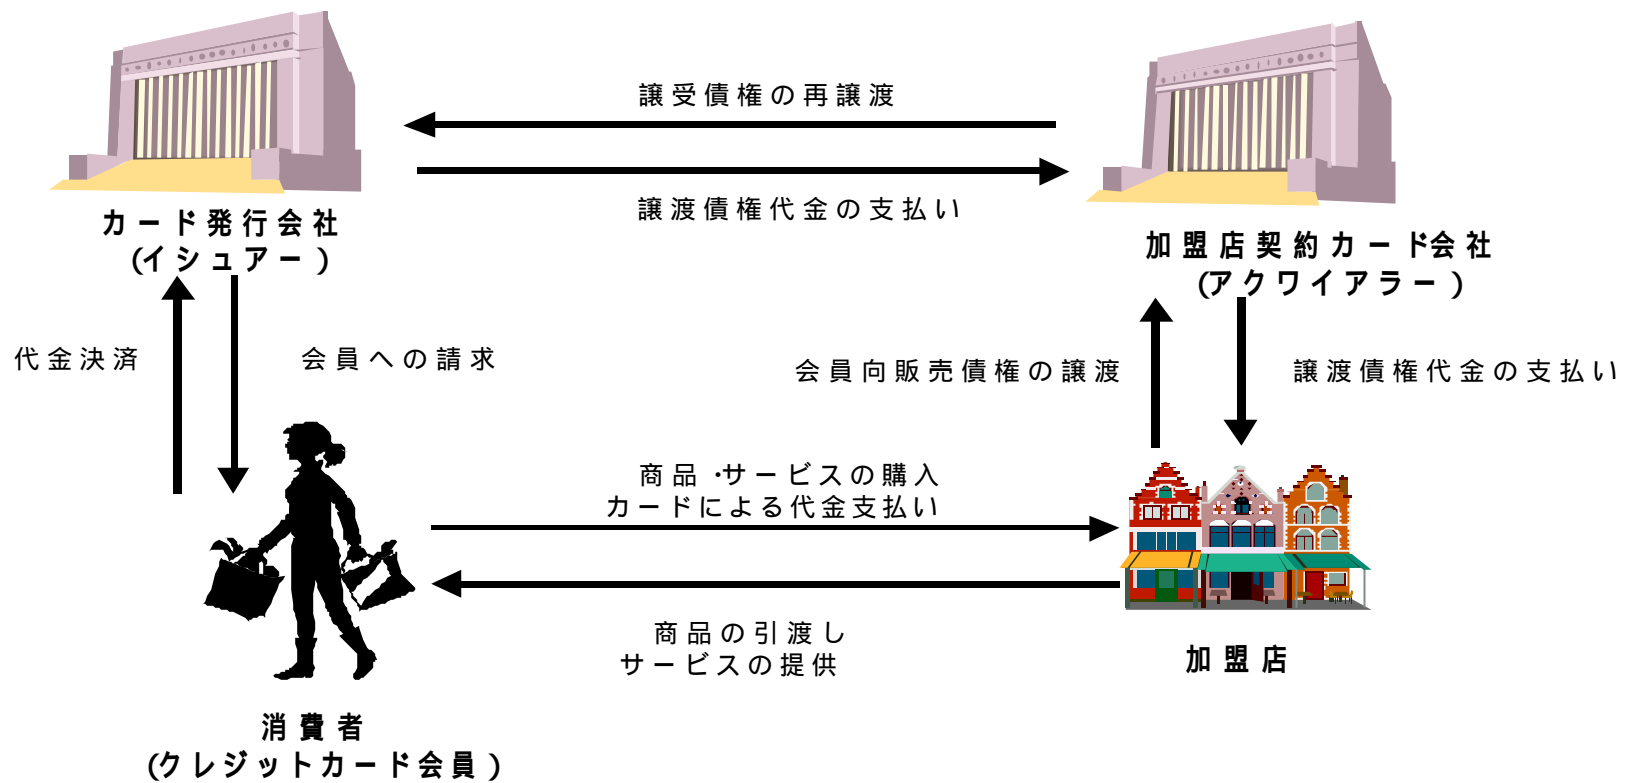 譲受債権の再譲渡
譲渡債権代金の支払い
カード発行会社
(イシュアー)
加盟店契約カード会社
(アクワイアラー)
代金決済
会員への請求
会員向販売債権の譲渡
譲渡債権代金の支払い
商品・サービスの購入
カードによる代金支払い
商品の引渡し
サービスの提供
加盟店
消費者
(クレジットカード会員)